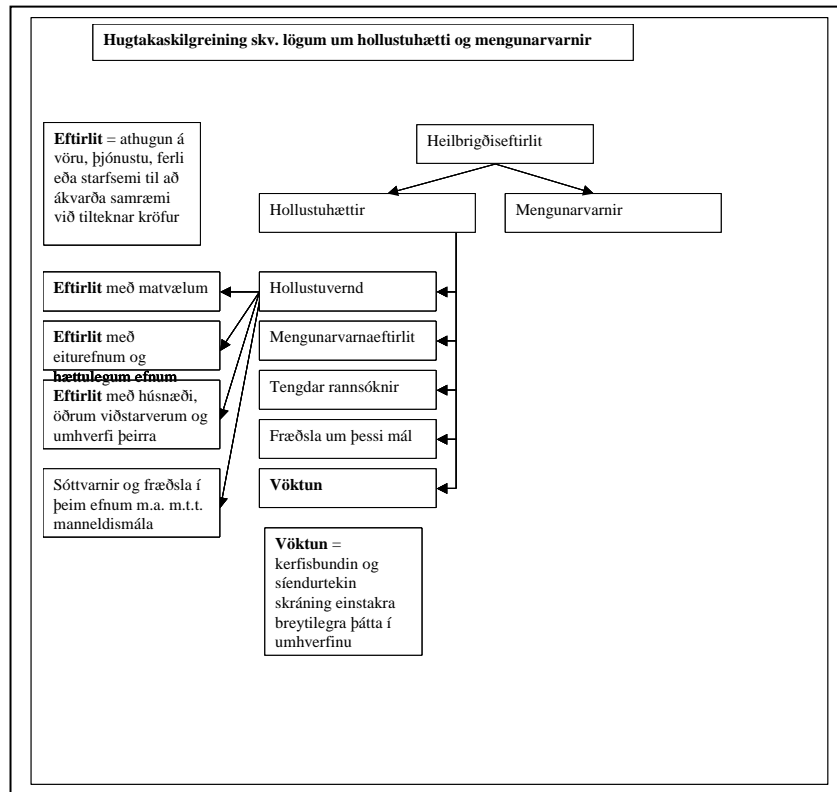 Hugtakaskilgreining skv. lögum um hollustuhætti og mengunarvarnir
Eftirlit = athugun á
vöru, þjónustu, ferli
eða starfsemi til að
ákvarða samræmi
við tilteknar kröfur
Heilbrigðiseftirlit
Hollustuhættir
Mengunarvarnir
Eftirlit með matvælum
Eftirlit með
eiturefnum og
hættulegum efnum
Eftirlit með húsnæði,
öðrum viðstarverum og
umhverfi þeirra
Sóttvarnir og fræðsla í
þeim efnum m.a. m.t.t.
manneldismála
Hollustuvernd
Mengunarvarnaeftirlit
Tengdar rannsóknir
Fræðsla um þessi mál
Vöktun
Vöktun =
kerfisbundin og
síendurtekin
skráning einstakra
breytilegra þátta í
umhverfinu